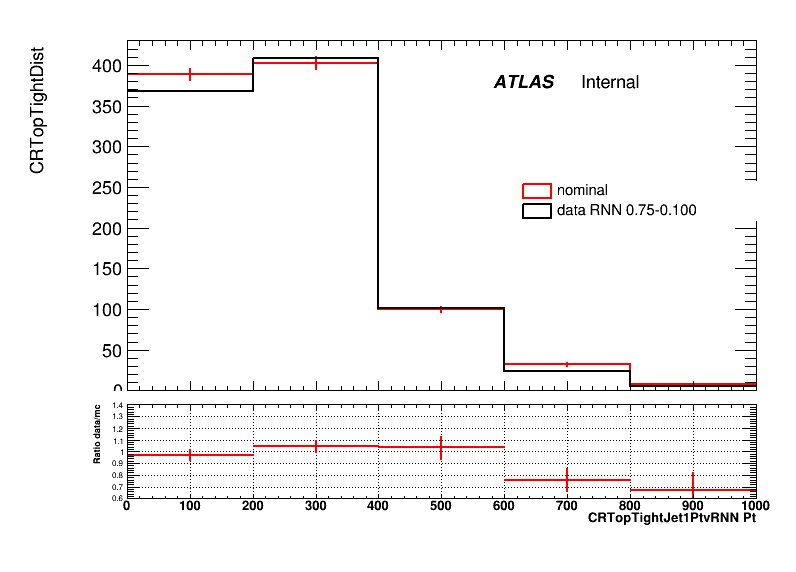 CRTopTightDist
400
350
300
250
200
150
100
50
0
ATLAS Internal
nominal
data RNN 0.75-0.100
Ratio data/mc
1.4
1.3
1.2
1.1
1
0.9
0.8
0.7
0.6
0 100 200 300 400 500 600 700 800 900 1000
CRTopTightJet1PtvRNN Pt